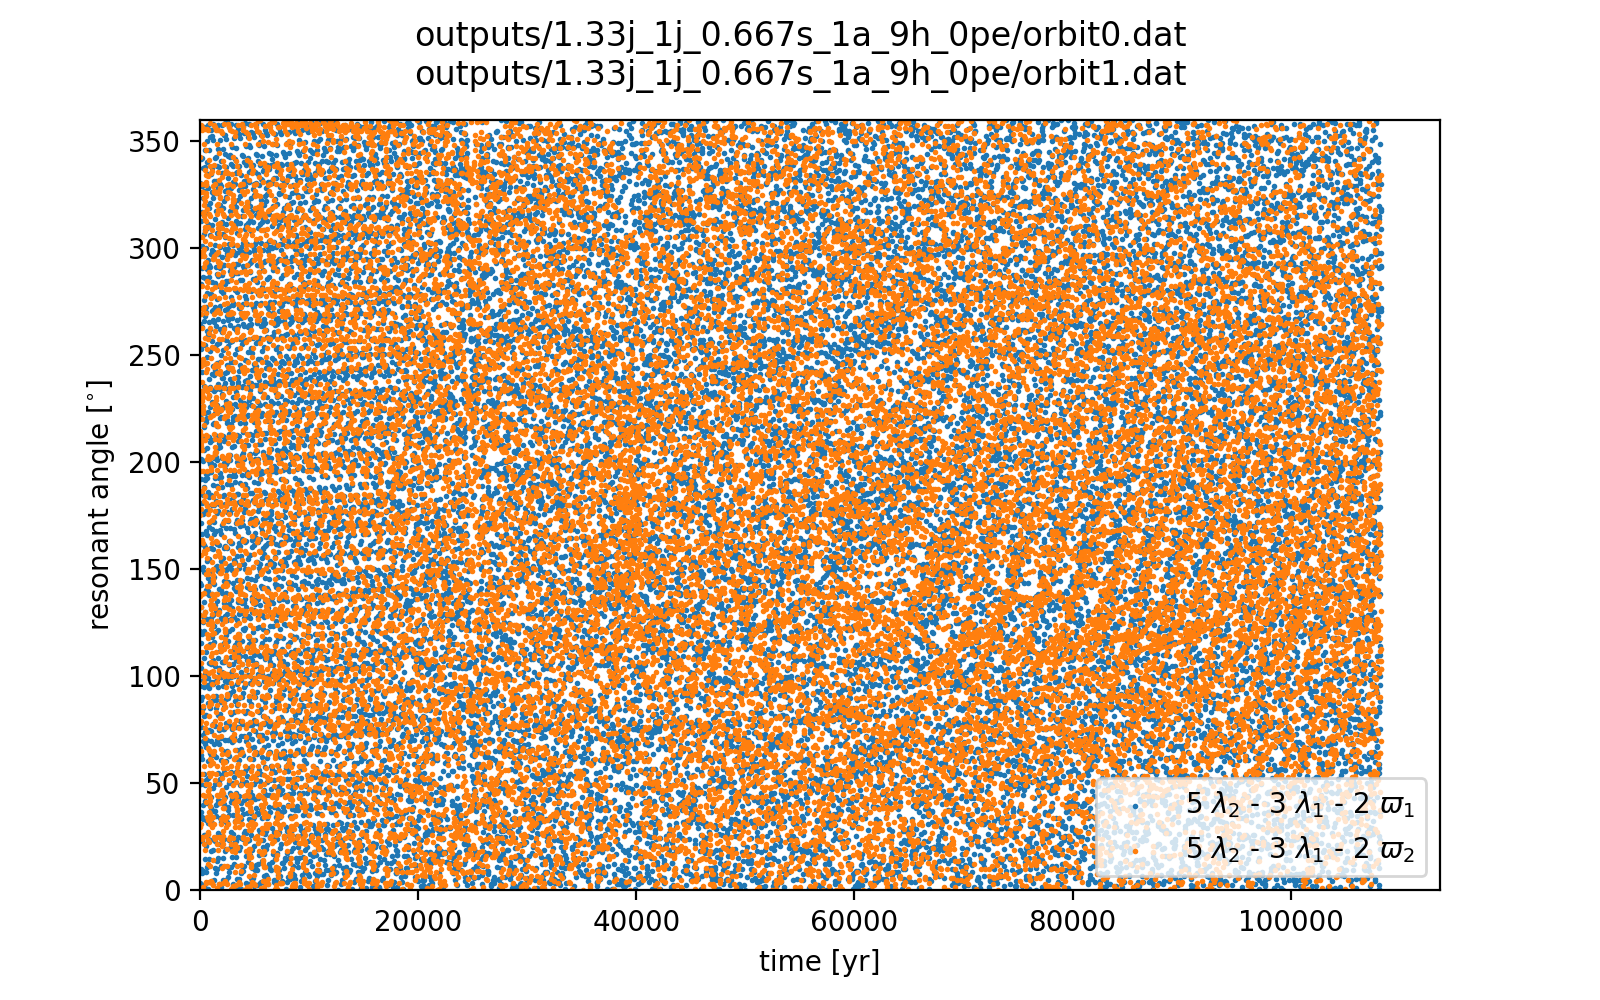 outputs/1.33j_1j_0.667s_1a_9h_0pe/orbit0.dat
outputs/1.33j_1j_0.667s_1a_9h_0pe/orbit1.dat
350
300
250
200
150
100
50
0
resonant angle [°]
5 λ₂ - 3 λ₁ - 2 ϖ₁
5 λ₂ - 3 λ₁ - 2 ϖ₂
0 20000 40000 60000 80000 100000
time [yr]